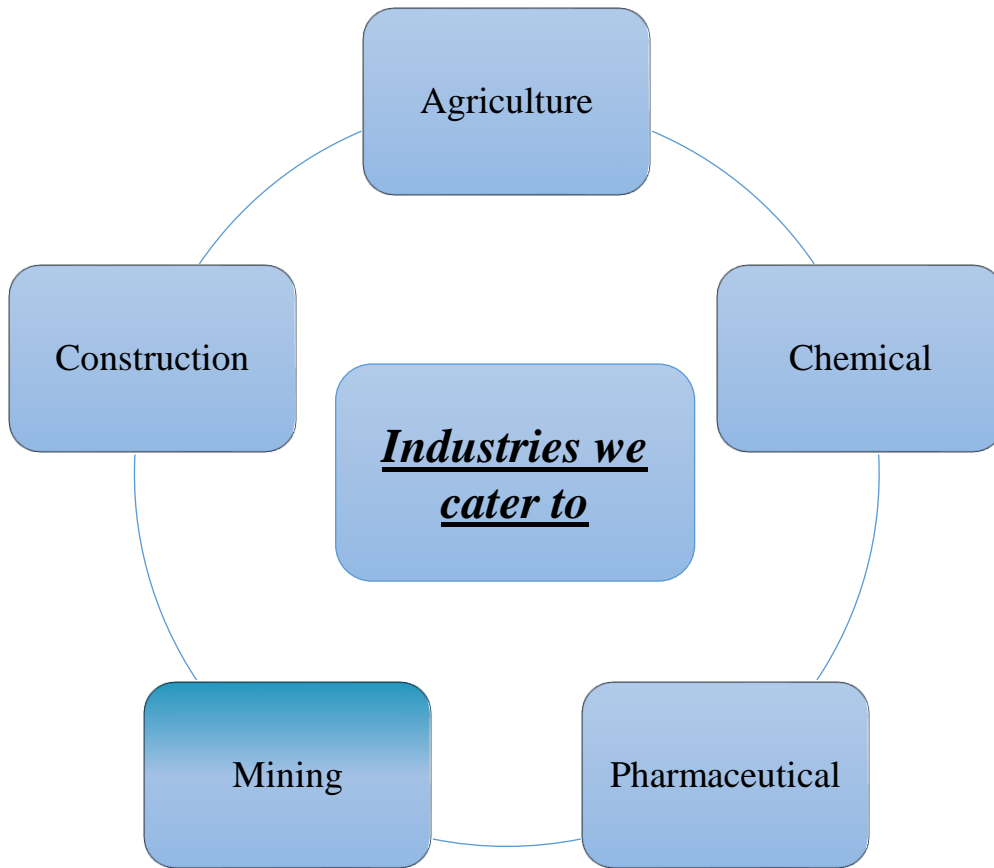 Agriculture
Construction
Chemical
Industries we
cater to
Mining
Pharmaceutical